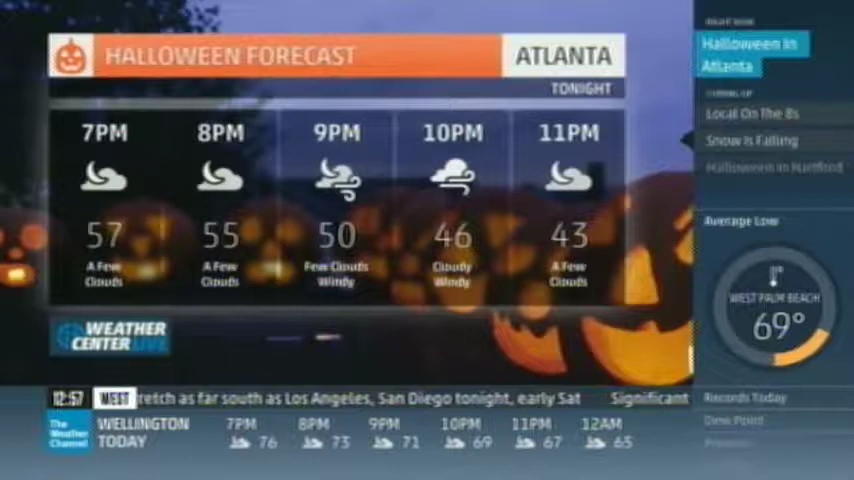 HALLOWEEN FORECAST
ATLANTA
TONIGHT
7PM 8PM 9PM 10PM 11PM
57 55 50 46 43
A Few Clouds
A Few Clouds
Few Clouds Windy
Cloudy Windy
A Few Clouds
WEATHER
CENTER LIVE
RIGHT NOW
Halloween In
Atlanta
COMING UP
Local On The 8s
Snow Is Falling
Halloween In Hartford
Average Low
WEST PALM BEACH
69°
Records Today
Dew Point
12:57 WEST retch as far south as Los Angeles, San Diego tonight, early Sat Significant
The Weather Channel
WELLINGTON
TODAY
7PM 8PM 9PM 10PM 11PM 12AM
76 73 71 69 67 65